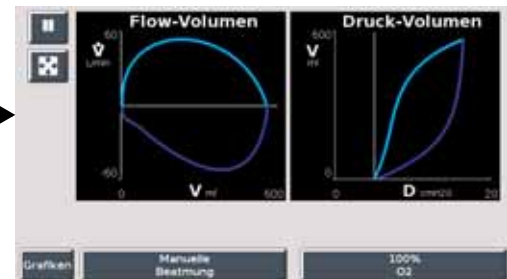 Flow-Volumen
60
V̇
L/min
-60
0
V ml
600
Druck-Volumen
600
V
ml
0
0
D cmH2O
20
Grafiken
Manuelle
Beatmung
100%
O2